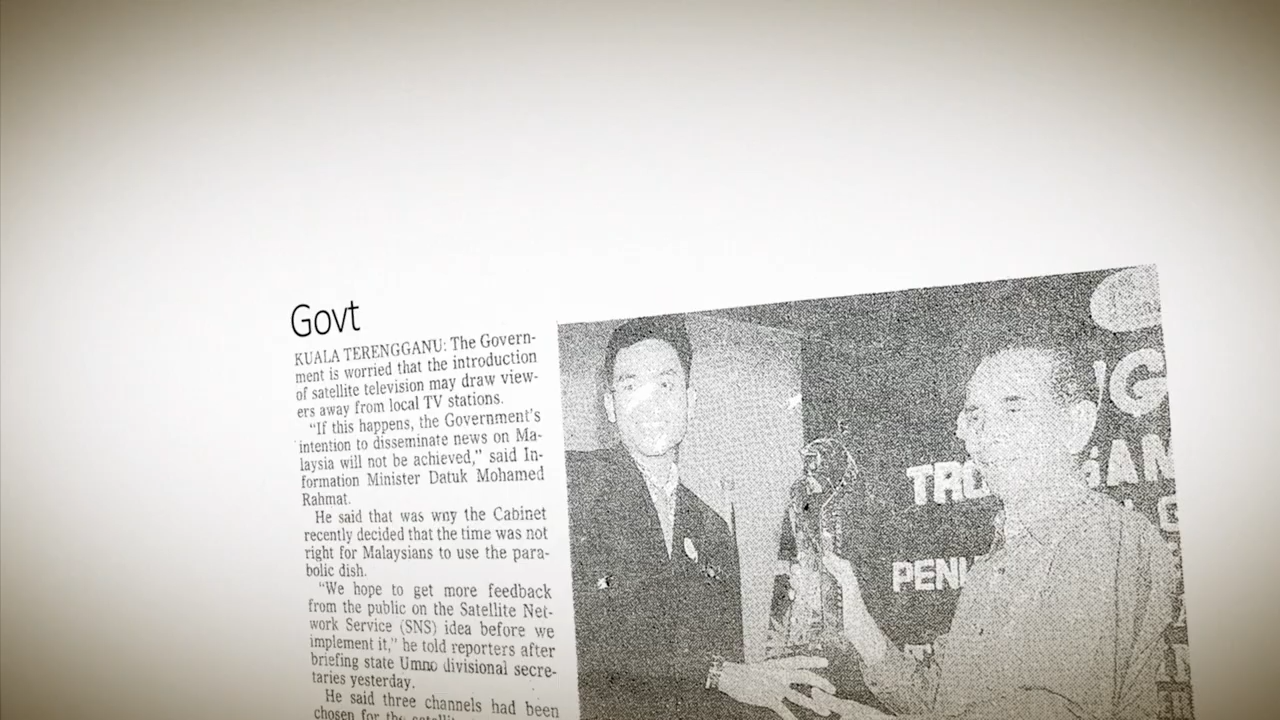 Govt
KUALA TERENGGANU: The Govern-
ment is worried that the introduction
of satellite television may draw view-
ers away from local TV stations.
"If this happens, the Government's
intention to disseminate news on Ma-
laysia will not be achieved," said In-
formation Minister Datuk Mohamed
Rahmat.
He said that was wny the Cabinet
recently decided that the time was not
right for Malaysians to use the para-
bolic dish.
"We hope to get more feedback
from the public on the Satellite Net-
work Service (SNS) idea before we
implement it," he told reporters after
briefing state Umno divisional secre-
taries yesterday.
He said three channels had been
chosen for the
TRO
PENI